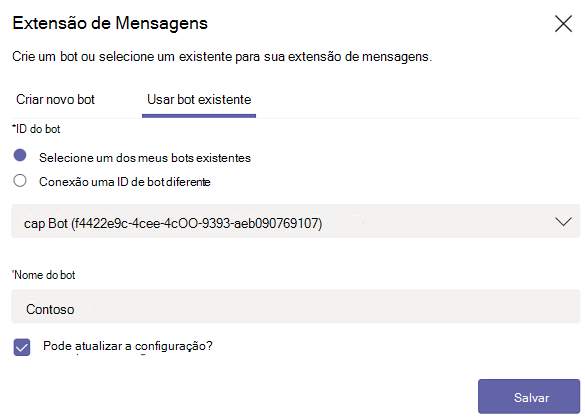 Extensão de Mensagens
Crie um bot ou selecione um existente para sua extensão de mensagens.
Criar novo bot
Usar bot existente
*ID do bot
Selecione um dos meus bots existentes
Conexão uma ID de bot diferente
cap Bot (f4422e9c-4cee-4cOO-9393-aeb090769107)
*Nome do bot
Contoso
Pode atualizar a configuração?
Salvar